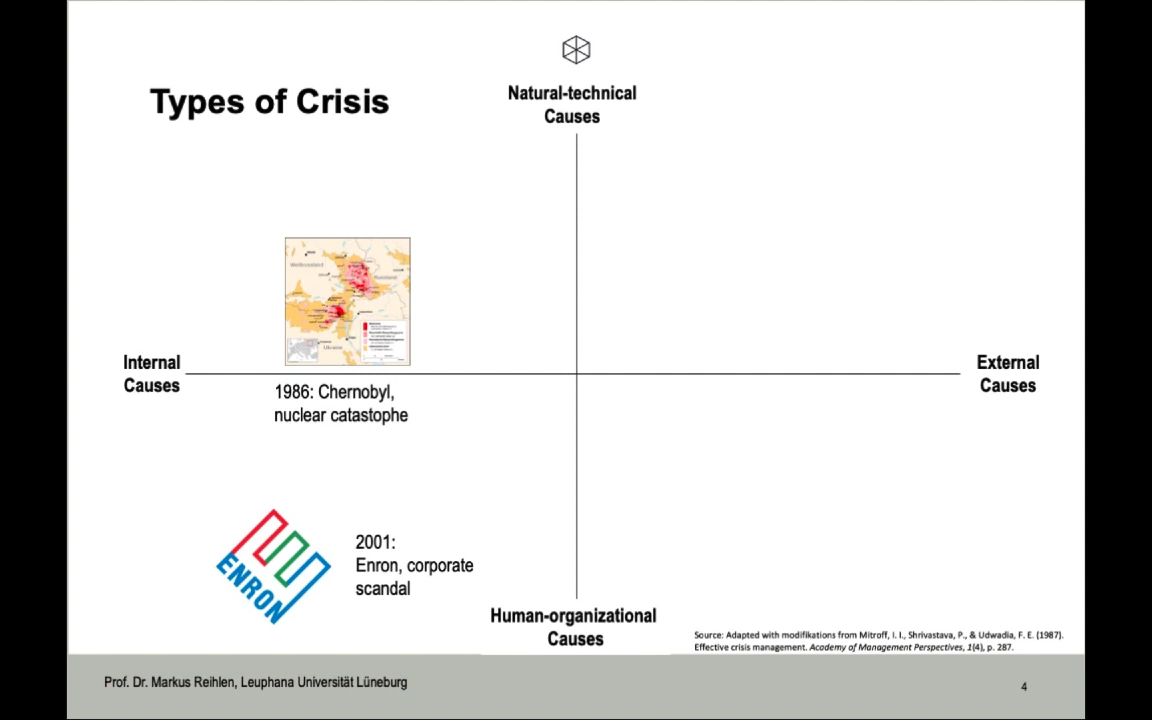 Types of Crisis
Natural-technical
Causes
Internal
Causes
External
Causes
1986: Chernobyl,
nuclear catastophe
ENRON
2001:
Enron, corporate
scandal
Human-organizational
Causes
Source: Adapted with modifikations from Mitroff, I. I., Shrivastava, P., & Udwadia, F. E. (1987).
Effective crisis management. Academy of Management Perspectives, 1(4), p. 287.
Prof. Dr. Markus Reihlen, Leuphana Universität Lüneburg
4